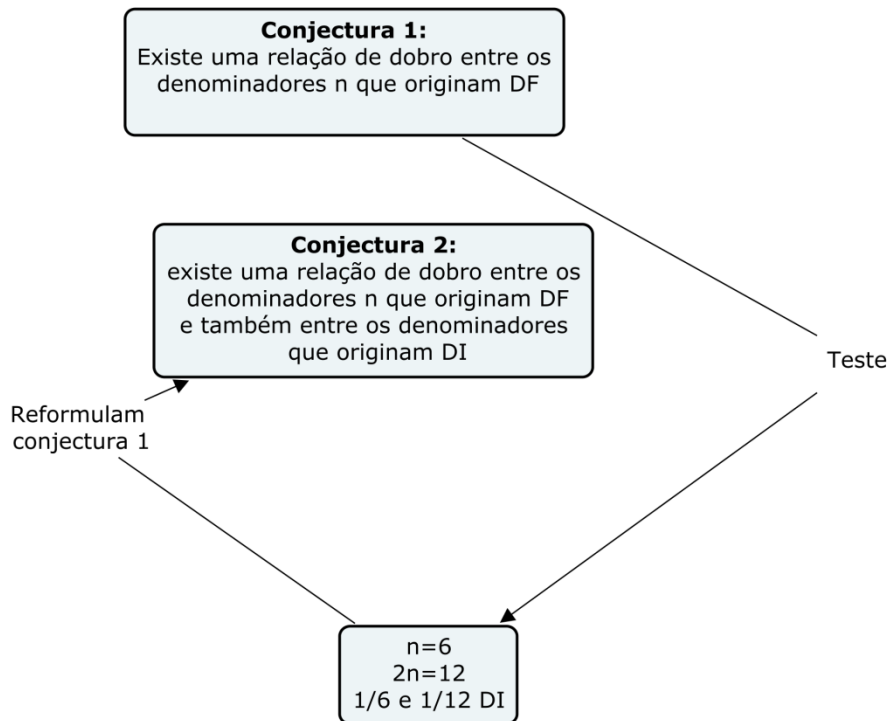 Conjectura 1:
Existe uma relação de dobro entre os
denominadores n que originam DF
Conjectura 2:
existe uma relação de dobro entre os
denominadores n que originam DF
e também entre os denominadores
que originam DI
Teste
Reformulam
conjectura 1
n=6
2n=12
1/6 e 1/12 DI